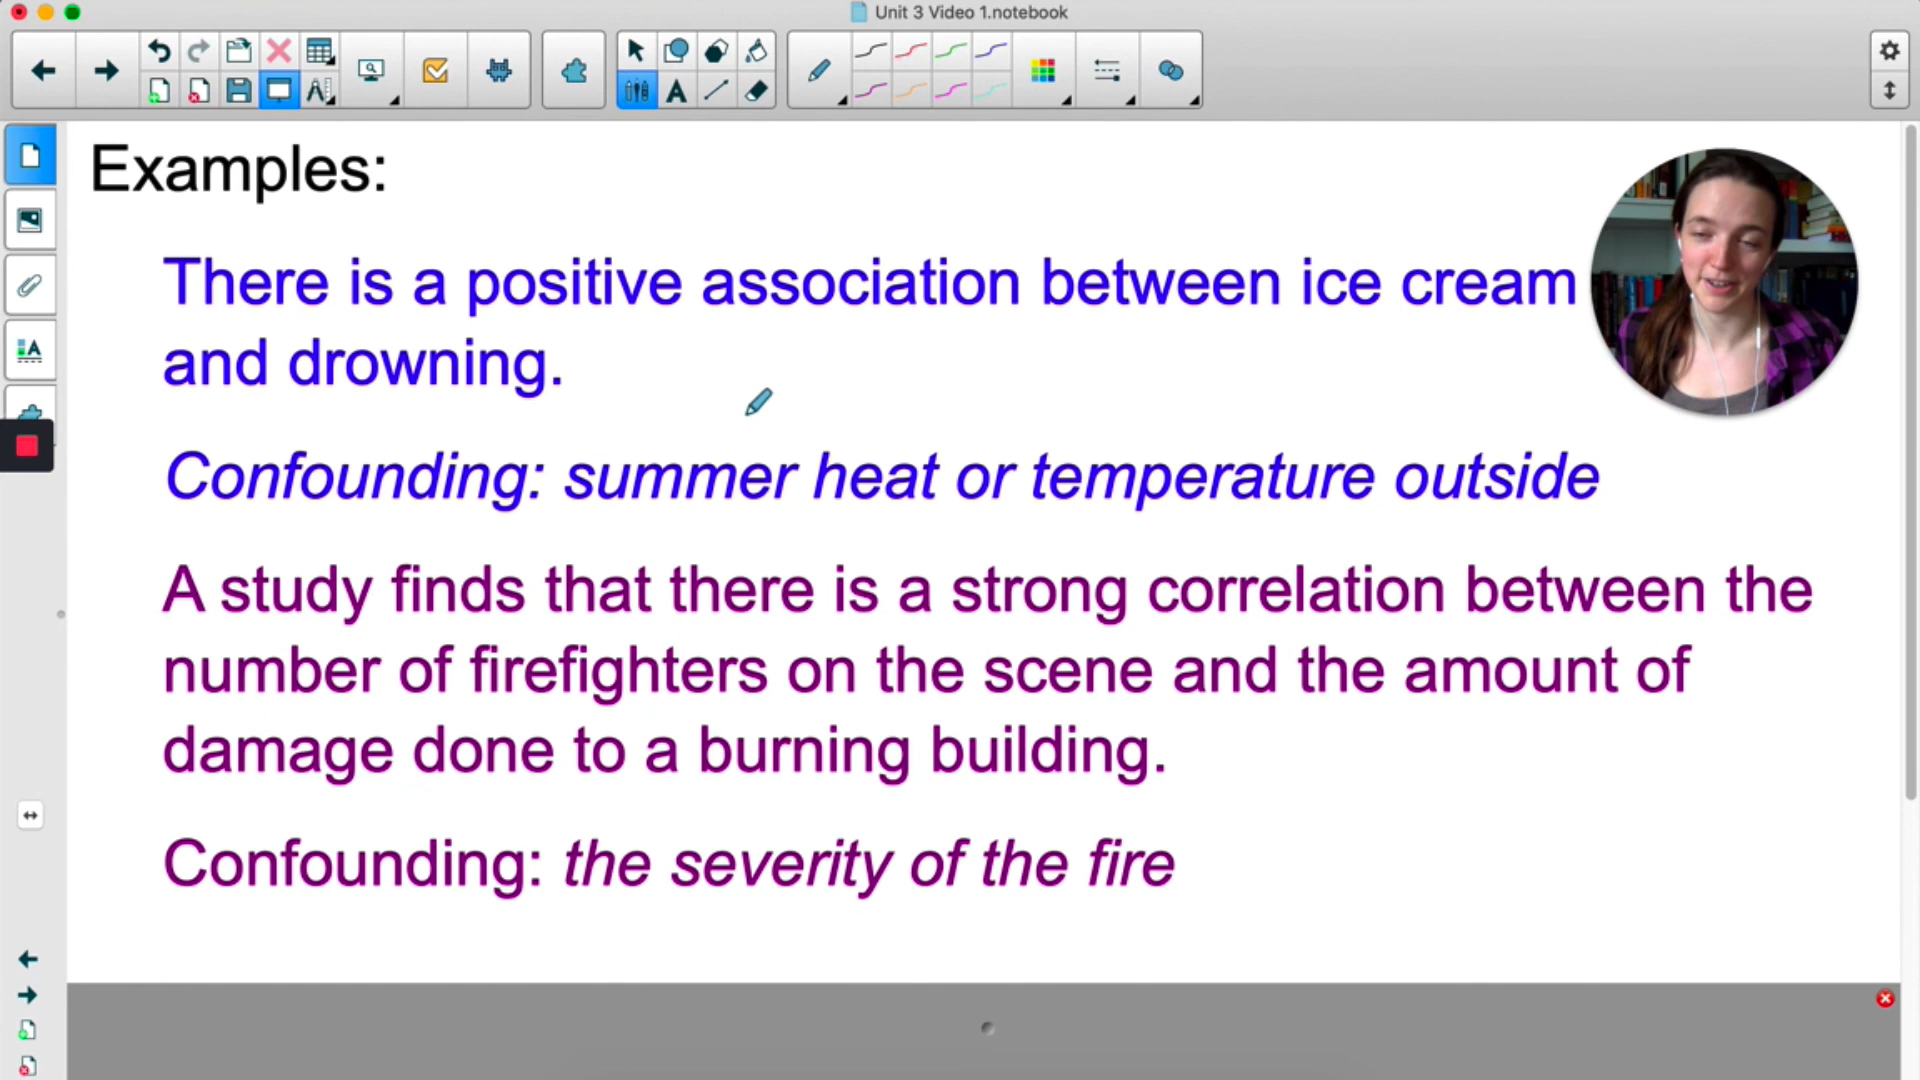 Unit 3 Video 1.notebook
Examples:
There is a positive association between ice cream
and drowning.
Confounding: summer heat or temperature outside
A study finds that there is a strong correlation between the
number of firefighters on the scene and the amount of
damage done to a burning building.
Confounding: the severity of the fire